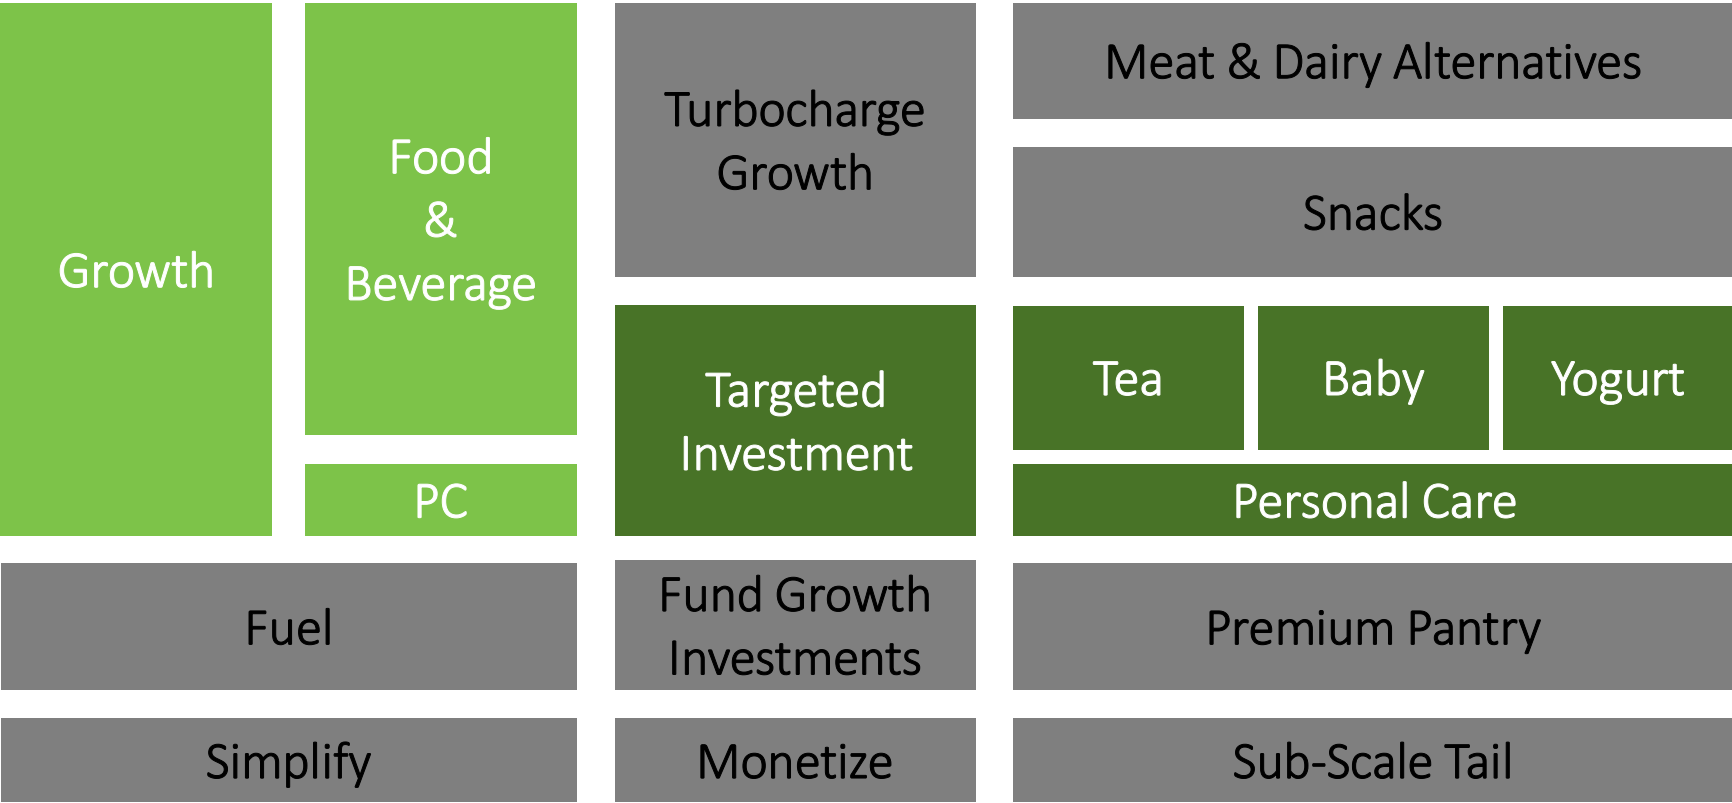 Growth
Food
&
Beverage
PC
Turbocharge
Growth
Meat & Dairy Alternatives
Snacks
Targeted
Investment
Tea
Baby
Yogurt
Personal Care
Fuel
Fund Growth
Investments
Premium Pantry
Simplify
Monetize
Sub-Scale Tail